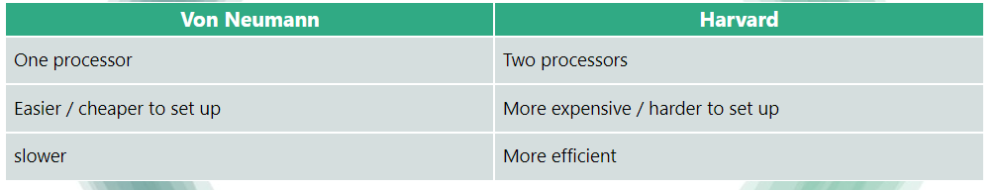 Von Neumann Harvard
One processor Two processors
Easier / cheaper to set up More expensive / harder to set up
slower More efficient